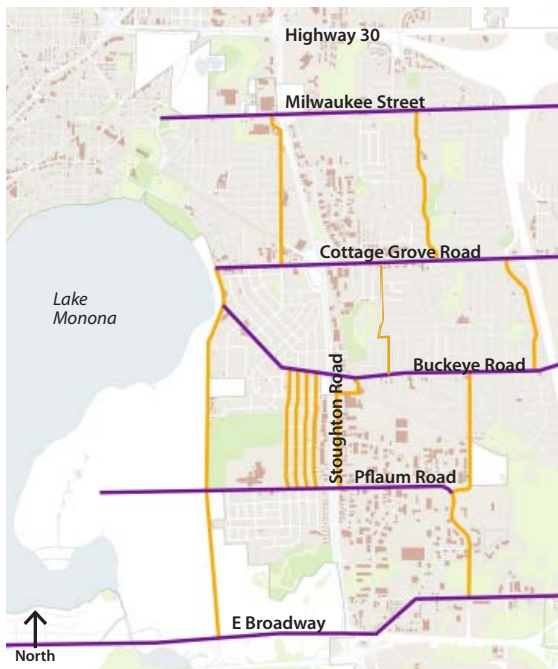 Highway 30
Milwaukee Street
Cottage Grove Road
Lake
Monona
Buckeye Road
Stoughton Road
Pflaum Road
E Broadway
North